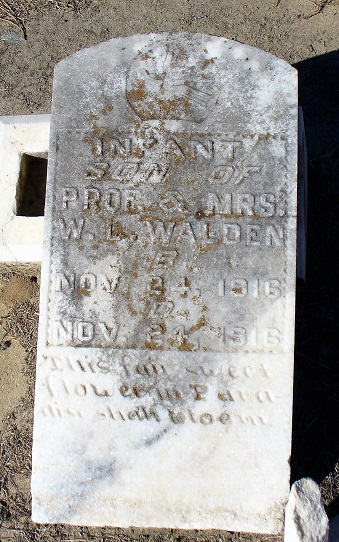 INFANT
SON OF
PROF. & MRS.
W. L. WALDEN
B.
NOV. 24, 1916
D.
NOV. 24, 1916
This fair sweet
flower in Para-
dise shall bloom